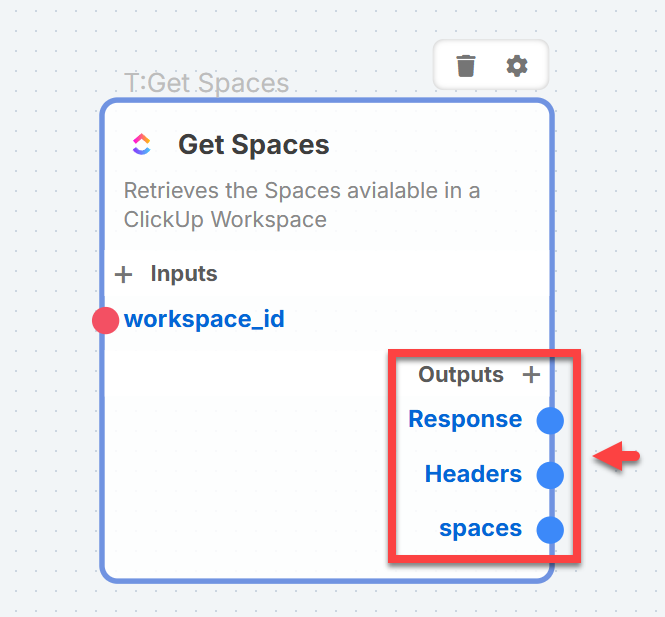 T:Get Spaces
Get Spaces
Retrieves the Spaces avialable in a
ClickUp Workspace
+ Inputs
workspace_id
Outputs +
Response
Headers
spaces